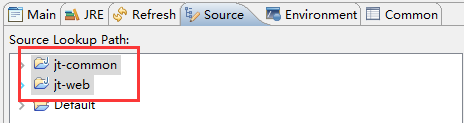 Main JRE Refresh Source Environment Common
Source Lookup Path:
jt-common
jt-web
Default